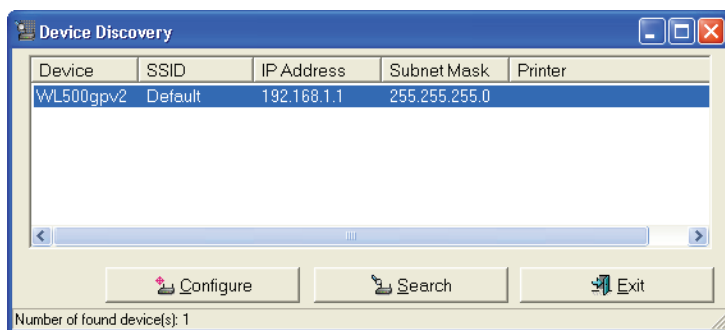 Device Discovery
Device SSID IP Address Subnet Mask Printer
WL500gpv2 Default 192.168.1.1 255.255.255.0
Configure Search Exit
Number of found device(s): 1